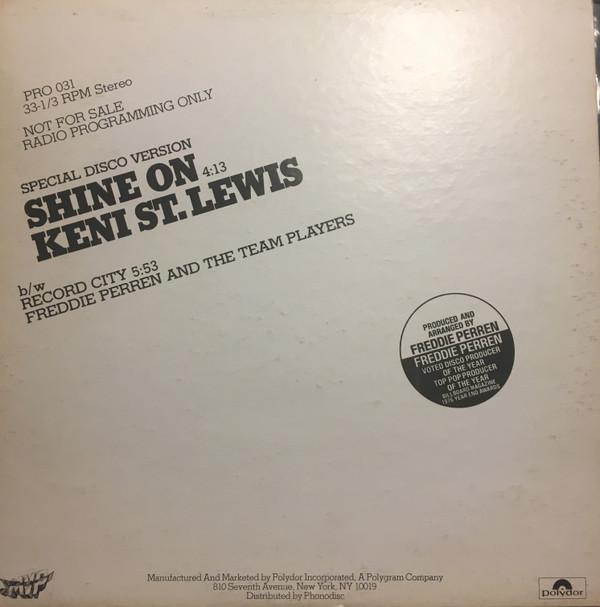 PRO 031
33-1/3 RPM Stereo
NOT FOR SALE
RADIO PROGRAMMING ONLY
SPECIAL DISCO VERSION
SHINE ON 4:13
KENI ST. LEWIS
b/w
RECORD CITY 5:53
FREDDIE PERREN AND THE TEAM PLAYERS
PRODUCED AND
ARRANGED BY
FREDDIE PERREN
FREDDIE PERREN
VOTED DISCO PRODUCER
OF THE YEAR
TOP POP PRODUCER
OF THE YEAR
BILLBOARD MAGAZINE
1976 YEAR END AWARDS
Manufactured And Marketed by Polydor Incorporated, A Polygram Company
810 Seventh Avenue, New York, NY 10019
Distributed by Phonodisc
MVP
polydor